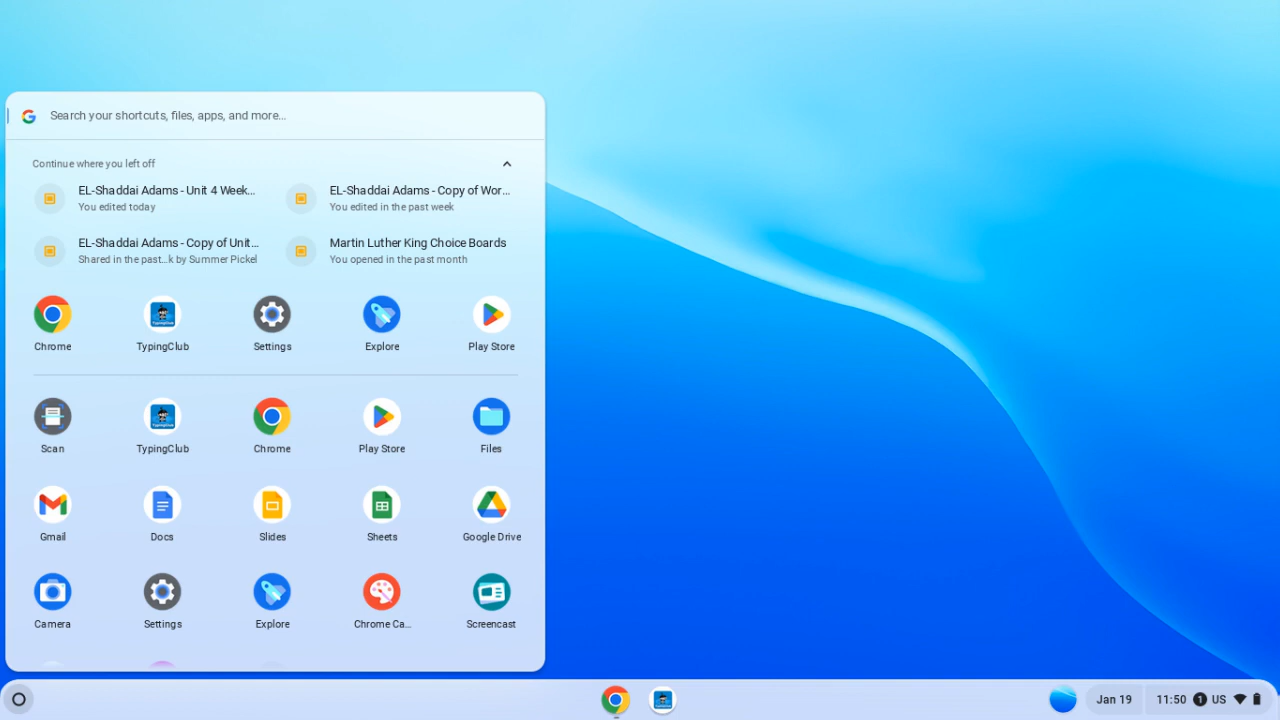 Search your shortcuts, files, apps, and more...
Continue where you left off
EL-Shaddai Adams - Unit 4 Week...
You edited today
EL-Shaddai Adams - Copy of Wor...
You edited in the past week
EL-Shaddai Adams - Copy of Unit...
Shared in the past...k by Summer Pickel
Martin Luther King Choice Boards
You opened in the past month
Chrome TypingClub Settings Explore Play Store
Scan TypingClub Chrome Play Store Files
Gmail Docs Slides Sheets Google Drive
Camera Settings Explore Chrome Ca... Screencast
Jan 19 11:50 1 US